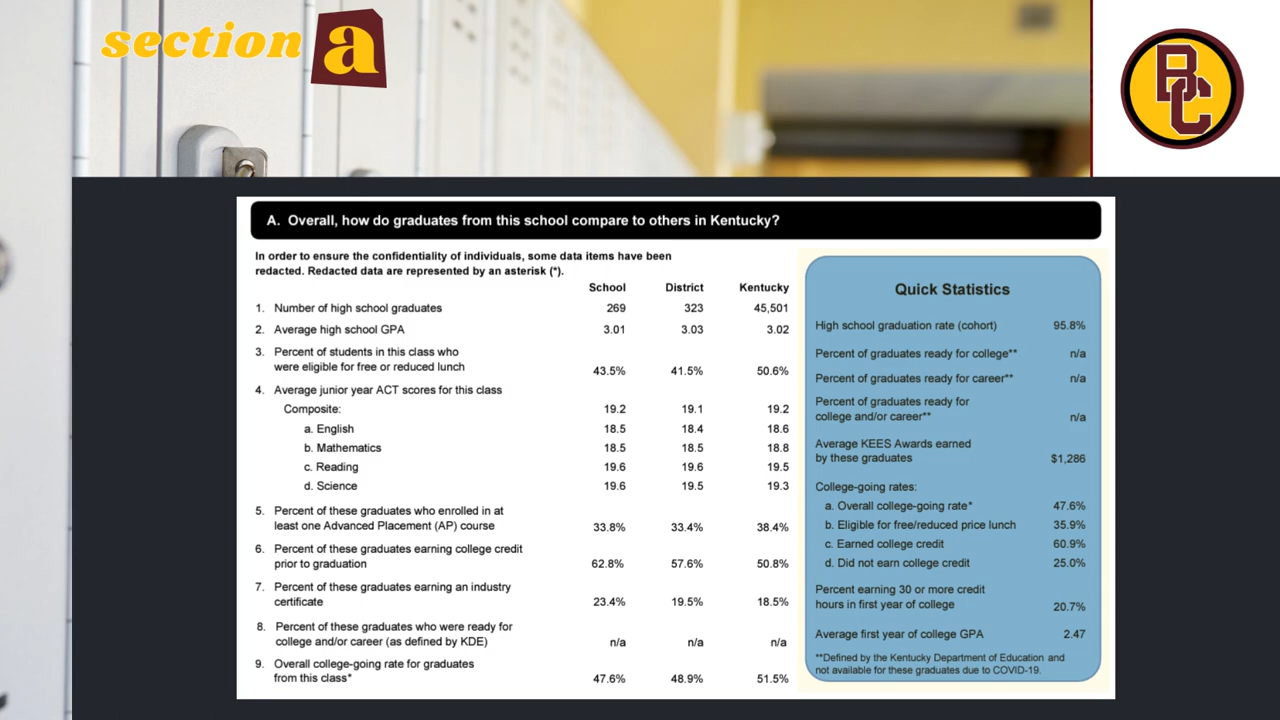 section a
BC
A. Overall, how do graduates from this school compare to others in Kentucky?
In order to ensure the confidentiality of individuals, some data items have been
redacted. Redacted data are represented by an asterisk (*).
School District Kentucky
1. Number of high school graduates 269 323 45,501
2. Average high school GPA 3.01 3.03 3.02
3. Percent of students in this class who
were eligible for free or reduced lunch 43.5% 41.5% 50.6%
4. Average junior year ACT scores for this class
Composite: 19.2 19.1 19.2
a. English 18.5 18.4 18.6
b. Mathematics 18.5 18.5 18.8
c. Reading 19.6 19.6 19.5
d. Science 19.6 19.5 19.3
5. Percent of these graduates who enrolled in at
least one Advanced Placement (AP) course 33.8% 33.4% 38.4%
6. Percent of these graduates earning college credit
prior to graduation 62.8% 57.6% 50.8%
7. Percent of these graduates earning an industry
certificate 23.4% 19.5% 18.5%
8. Percent of these graduates who were ready for
college and/or career (as defined by KDE) n/a n/a n/a
9. Overall college-going rate for graduates
from this class* 47.6% 48.9% 51.5%
Quick Statistics
High school graduation rate (cohort) 95.8%
Percent of graduates ready for college** n/a
Percent of graduates ready for career** n/a
Percent of graduates ready for
college and/or career** n/a
Average KEES Awards earned
by these graduates $1,286
College-going rates:
a. Overall college-going rate* 47.6%
b. Eligible for free/reduced price lunch 35.9%
c. Earned college credit 60.9%
d. Did not earn college credit 25.0%
Percent earning 30 or more credit
hours in first year of college 20.7%
Average first year of college GPA 2.47
**Defined by the Kentucky Department of Education and
not available for these graduates due to COVID-19.